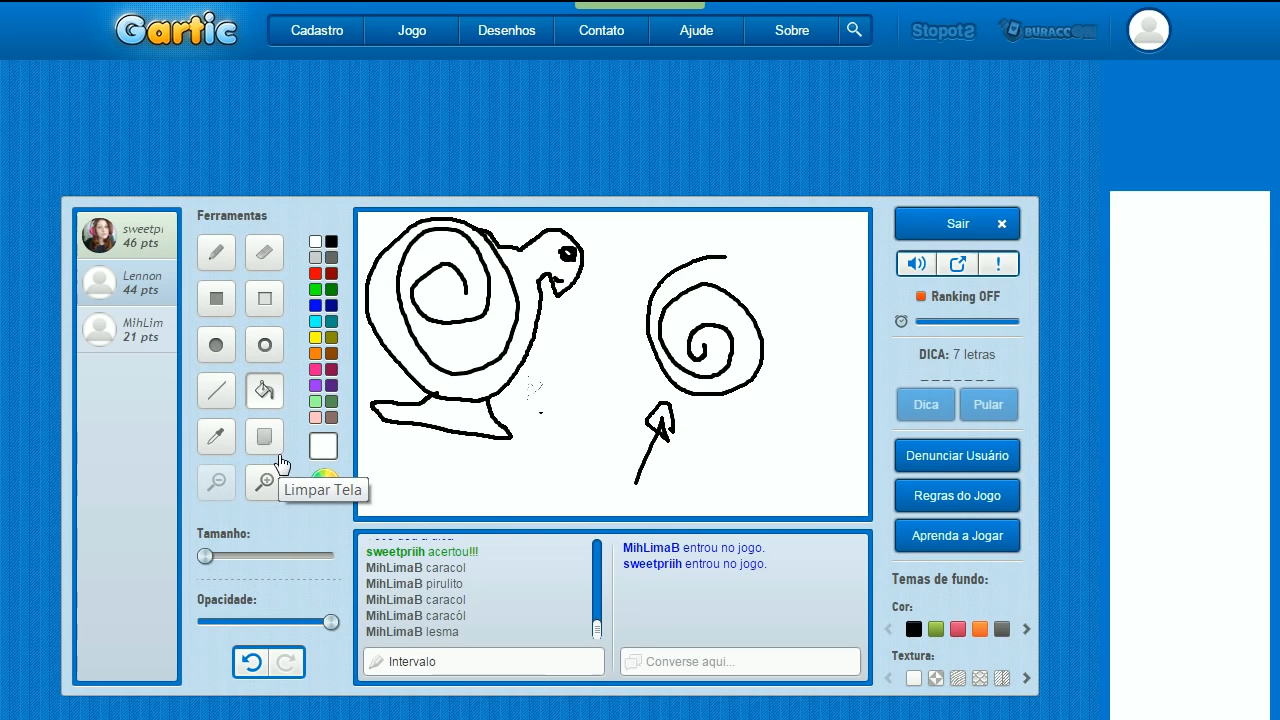 Gartic
Cadastro
Jogo
Desenhos
Contato
Ajude
Sobre
StopotS
sweetpi
46 pts
Lennon
44 pts
MihLim
21 pts
Ferramentas
Limpar Tela
Tamanho:
Opacidade:
sweetpriih acertou!!!
MihLimaB caracol
MihLimaB pirulito
MihLimaB caracol
MihLimaB caracól
MihLimaB lesma
Intervalo
MihLimaB entrou no jogo.
sweetpriih entrou no jogo.
Converse aqui...
Sair ×
!
Ranking OFF
DICA: 7 letras
_ _ _ _ _ _ _
Dica
Pular
Denunciar Usuário
Regras do Jogo
Aprenda a Jogar
Temas de fundo:
Cor:
Textura: